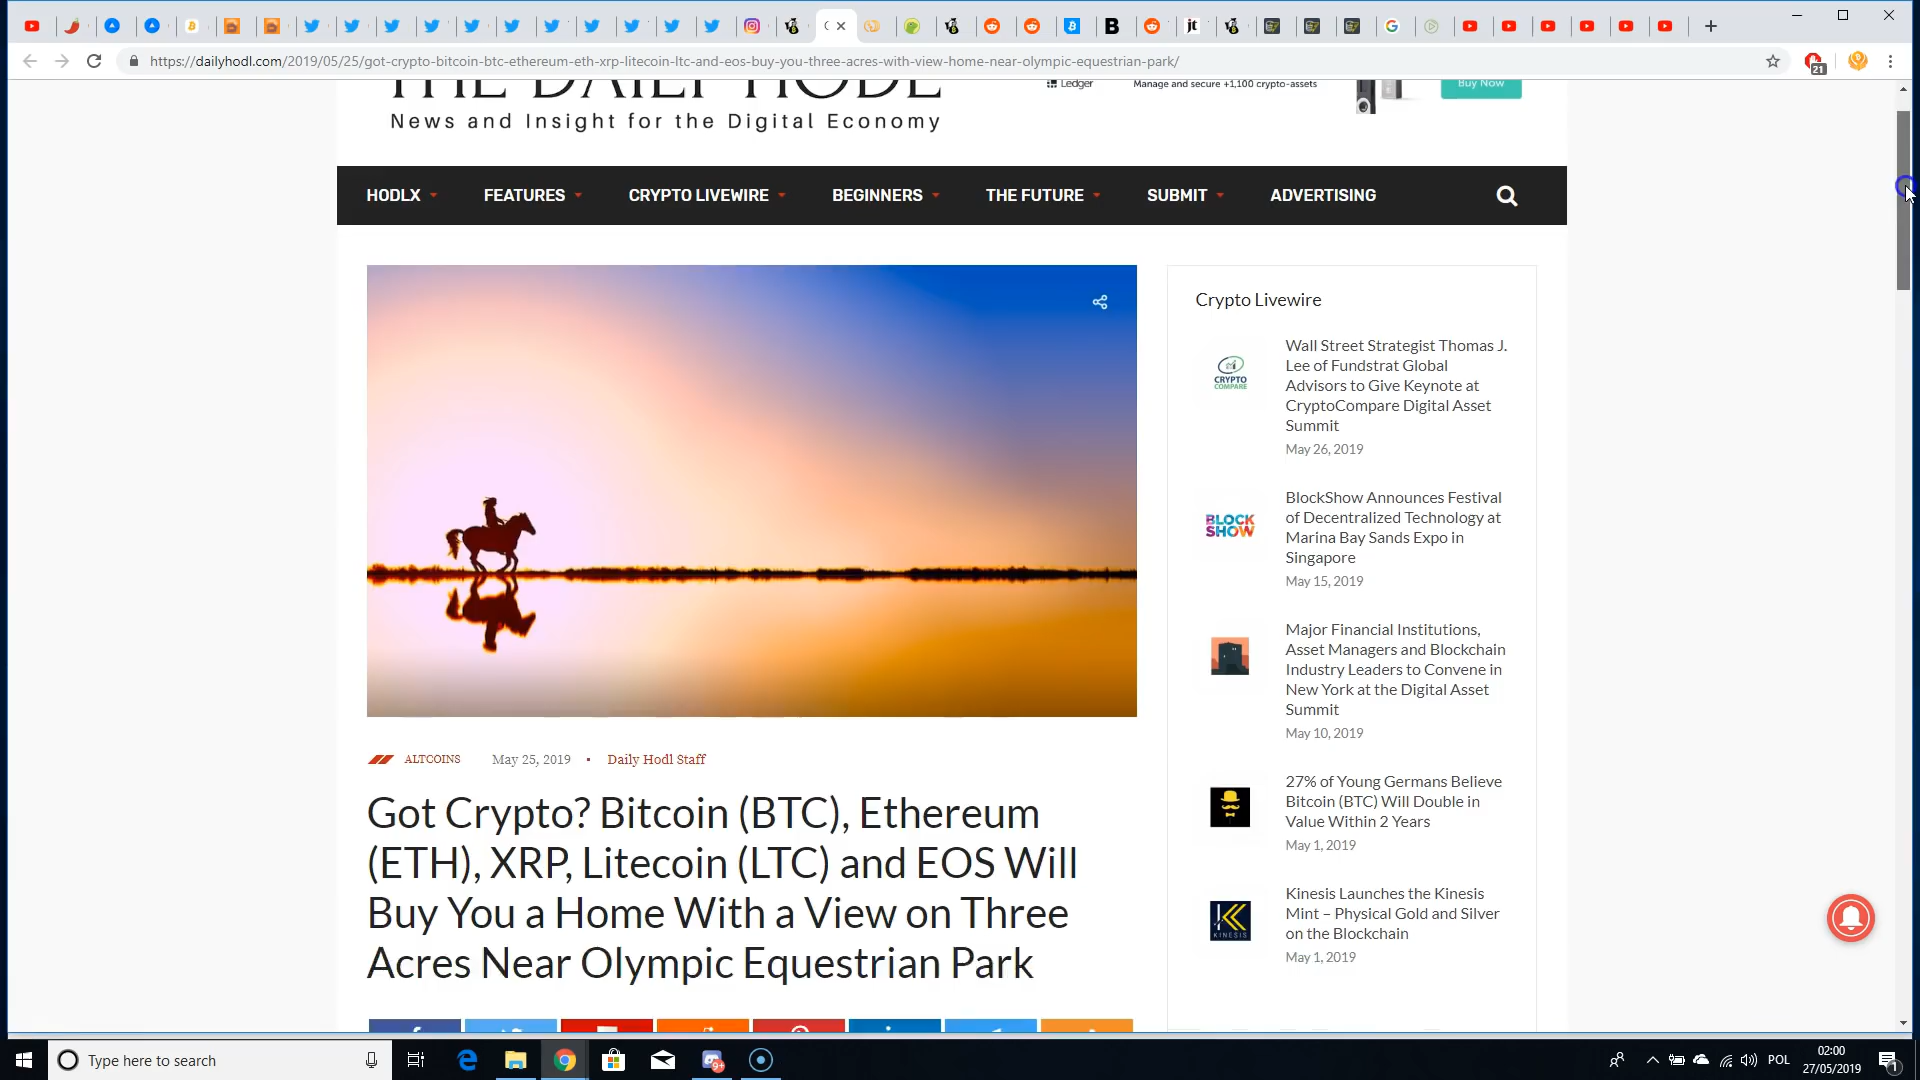 https://dailyhodl.com/2019/05/25/got-crypto-bitcoin-btc-ethereum-eth-xrp-litecoin-ltc-and-eos-buy-you-three-acres-with-view-home-near-olympic-equestrian-park/
21
THE DAILY HODL
News and Insight for the Digital Economy
Ledger
Manage and secure +1,100 crypto-assets
Buy Now
HODLX
FEATURES
CRYPTO LIVEWIRE
BEGINNERS
THE FUTURE
SUBMIT
ADVERTISING
ALTCOINS
May 25, 2019
Daily Hodl Staff
Got Crypto? Bitcoin (BTC), Ethereum
(ETH), XRP, Litecoin (LTC) and EOS Will
Buy You a Home With a View on Three
Acres Near Olympic Equestrian Park
Crypto Livewire
CRYPTO
COMPARE
Wall Street Strategist Thomas J.
Lee of Fundstrat Global
Advisors to Give Keynote at
CryptoCompare Digital Asset
Summit
May 26, 2019
BLOCK
SHOW
BlockShow Announces Festival
of Decentralized Technology at
Marina Bay Sands Expo in
Singapore
May 15, 2019
Major Financial Institutions,
Asset Managers and Blockchain
Industry Leaders to Convene in
New York at the Digital Asset
Summit
May 10, 2019
27% of Young Germans Believe
Bitcoin (BTC) Will Double in
Value Within 2 Years
May 1, 2019
KINESIS
Kinesis Launches the Kinesis
Mint – Physical Gold and Silver
on the Blockchain
May 1, 2019
Type here to search
9+
POL
02:00
27/05/2019
1